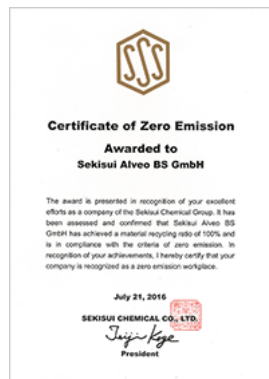 SSS
Certificate of Zero Emission
Awarded to
Sekisui Alveo BS GmbH
The award is presented in recognition of your excellent
efforts as a company of the Sekisui Chemical Group. It has
been assessed and confirmed that Sekisui Alveo BS
GmbH has achieved a material recycling ratio of 100% and
is in compliance with the criteria of zero emission. In
recognition of your achievements, I hereby certify that your
company is recognized as a zero emission workplace.
July 21, 2016
SEKISUI CHEMICAL CO., LTD.
Teiji Koge
President